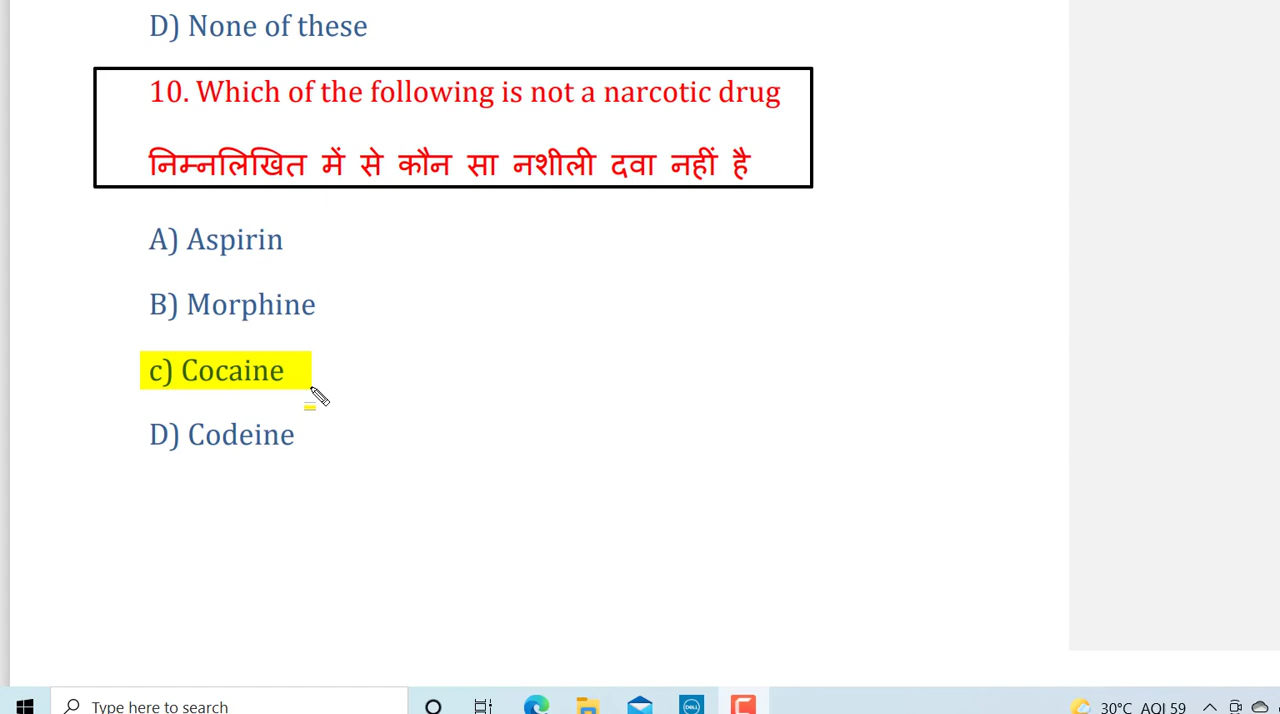 D) None of these
10. Which of the following is not a narcotic drug
निम्नलिखित में से कौन सा नशीली दवा नहीं है
A) Aspirin
B) Morphine
c) Cocaine
D) Codeine
Type here to search
DELL
30°C AQI 59